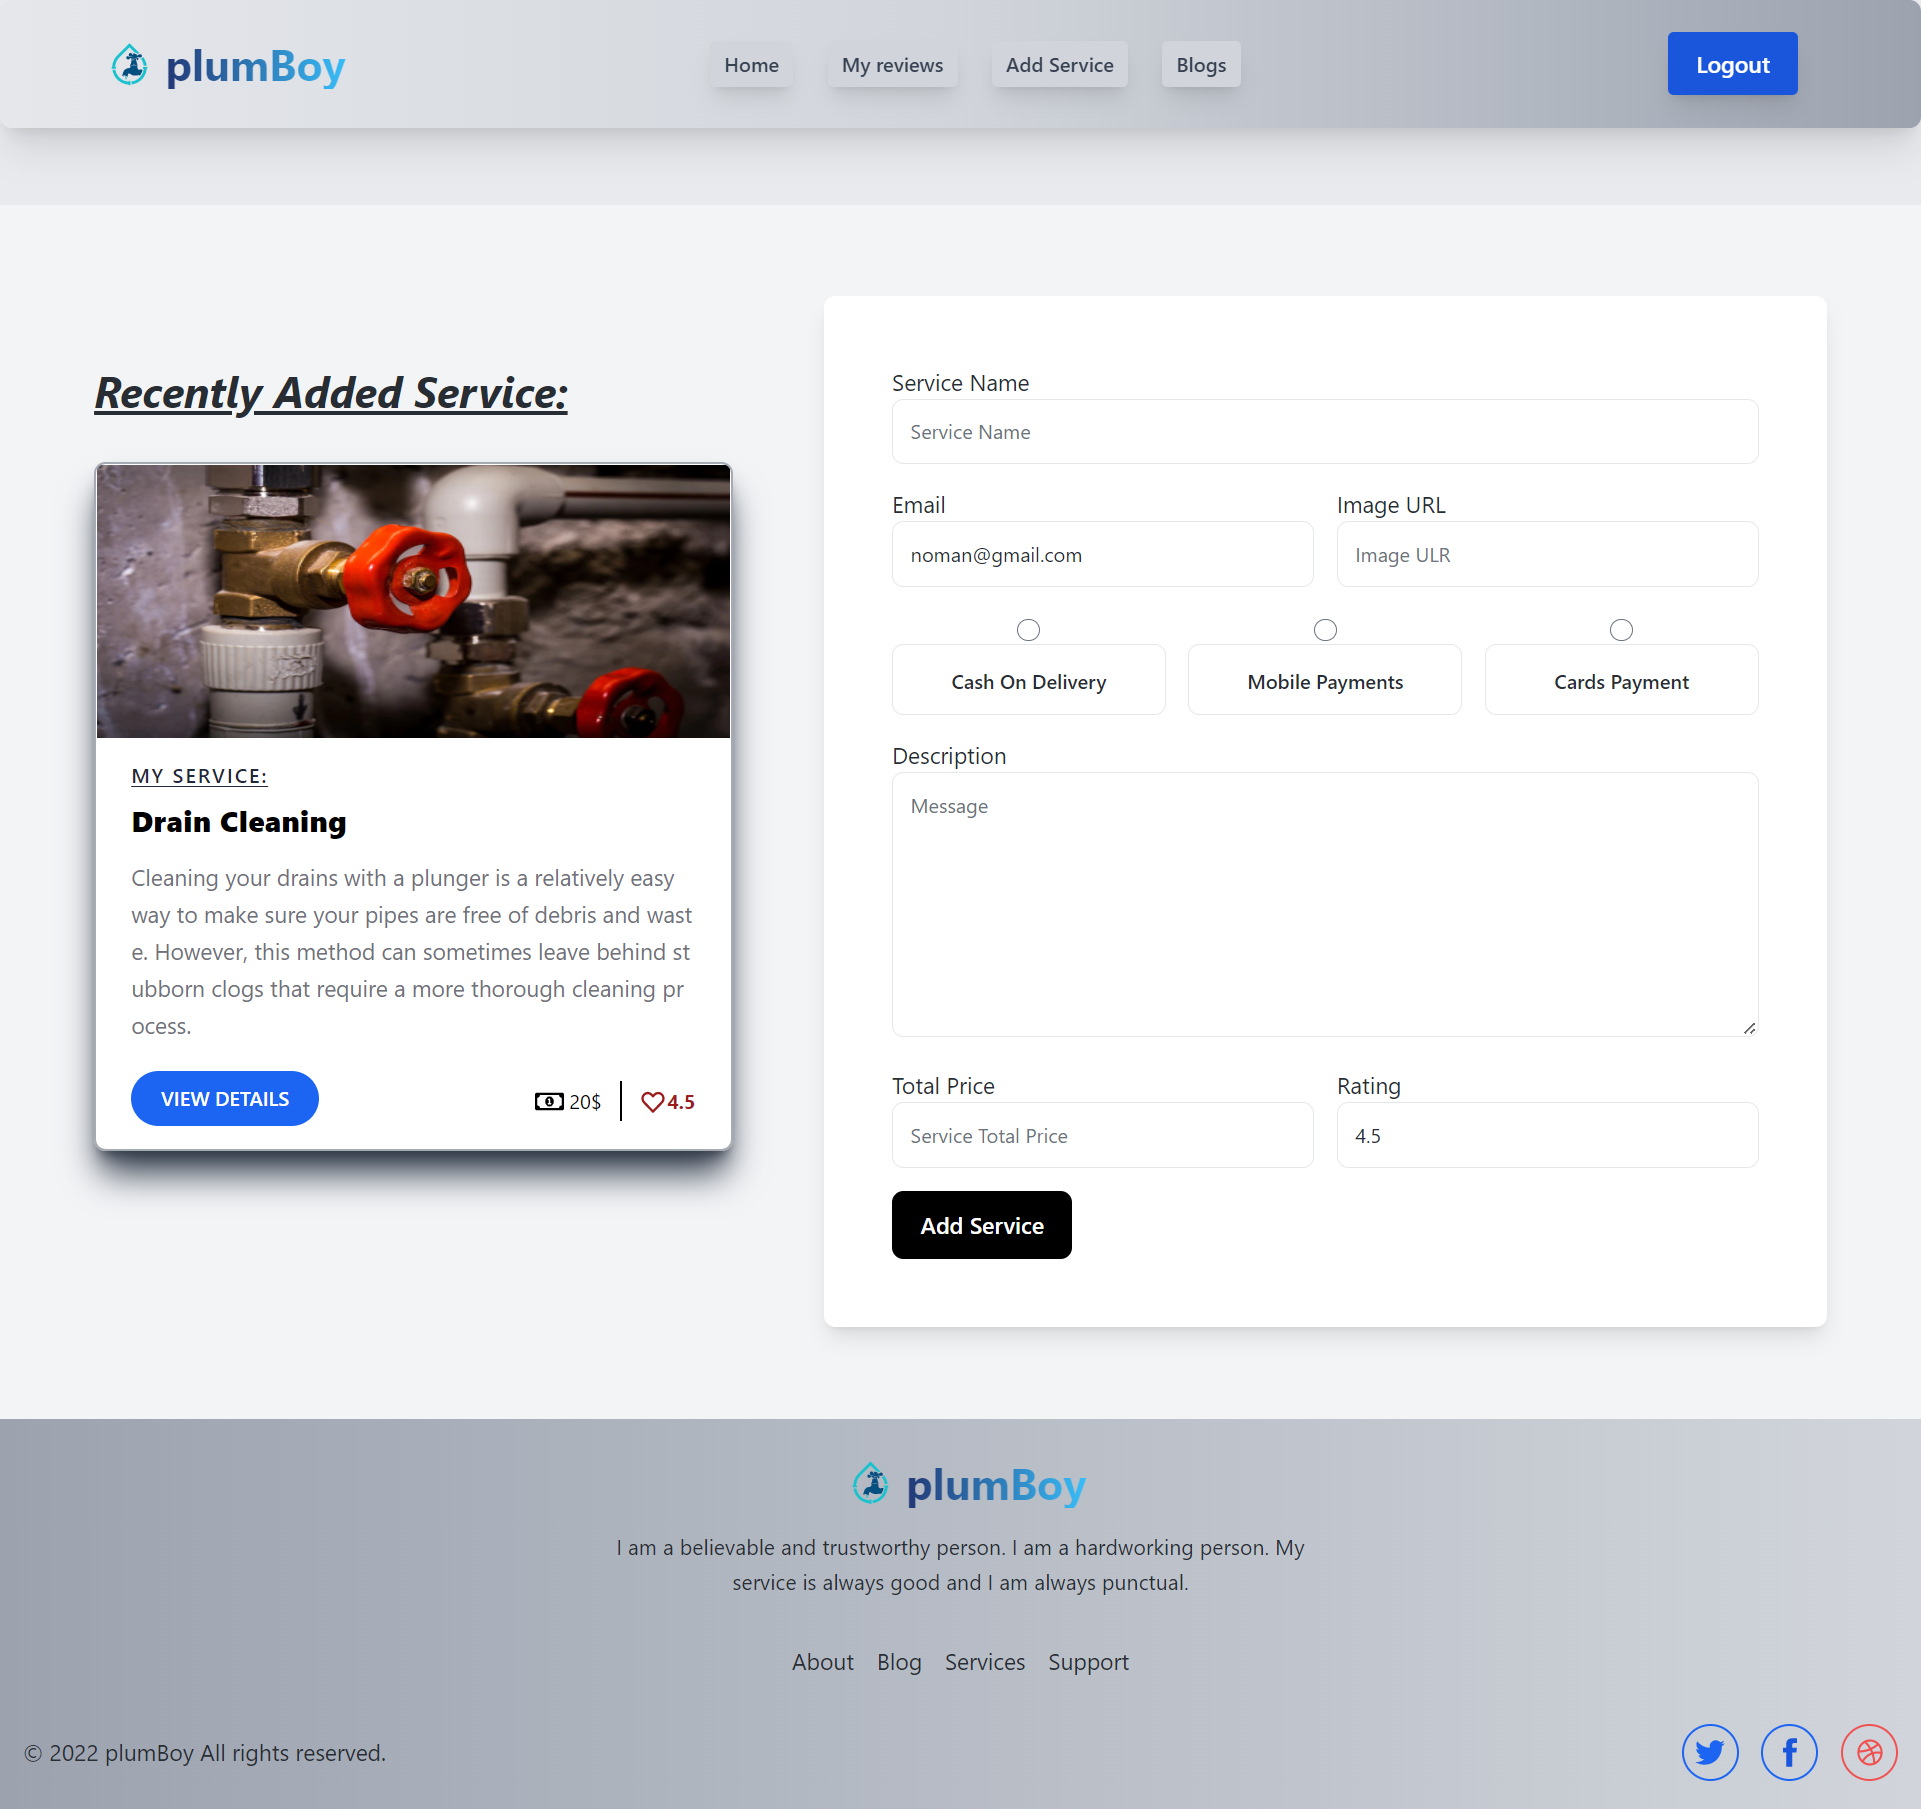 plumBoy
Home
My reviews
Add Service
Blogs
Logout
Recently Added Service:
MY SERVICE:
Drain Cleaning
Cleaning your drains with a plunger is a relatively easy
way to make sure your pipes are free of debris and wast
e. However, this method can sometimes leave behind st
ubborn clogs that require a more thorough cleaning pr
ocess.
VIEW DETAILS
20$
4.5
Service Name
Service Name
Email
Image URL
noman@gmail.com
Image ULR
Cash On Delivery
Mobile Payments
Cards Payment
Description
Message
Total Price
Rating
Service Total Price
4.5
Add Service
plumBoy
I am a believable and trustworthy person. I am a hardworking person. My
service is always good and I am always punctual.
About
Blog
Services
Support
© 2022 plumBoy All rights reserved.